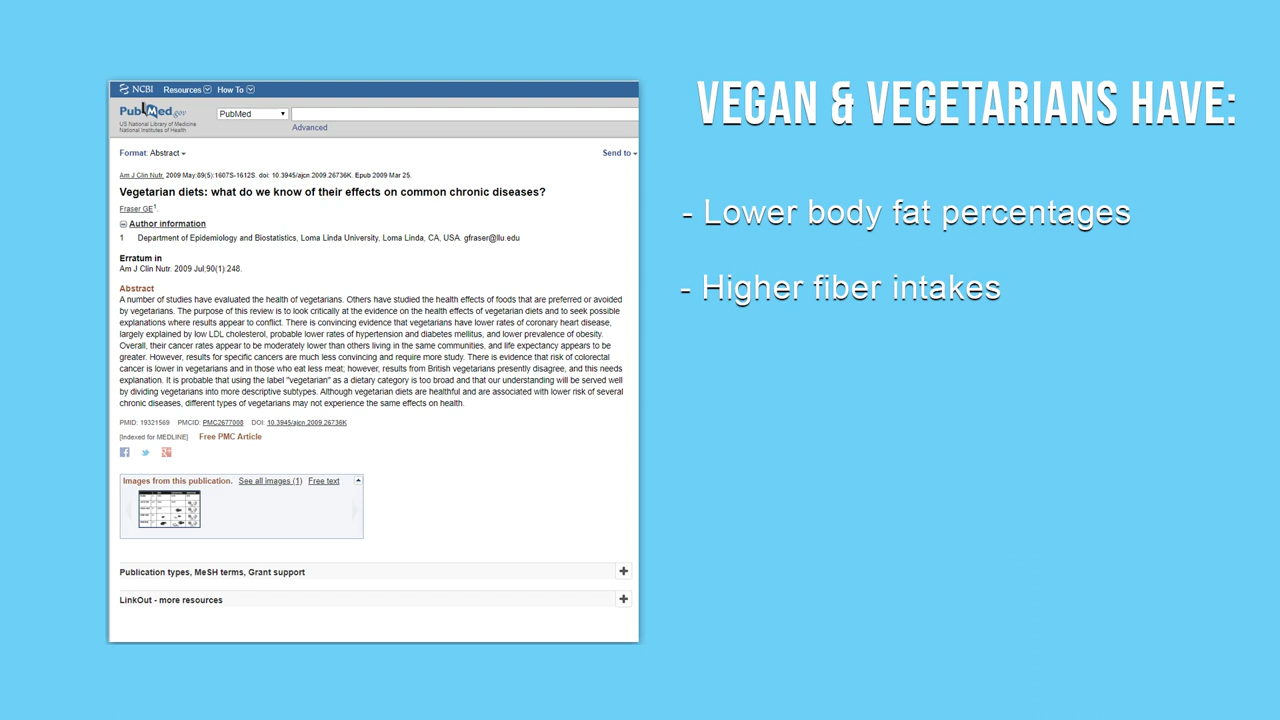 NCBI Resources How To
PubMed.gov
US National Library of Medicine
National Institutes of Health
PubMed
Advanced
Format: Abstract
Send to
Am J Clin Nutr. 2009 May;89(5):1607S-1612S. doi: 10.3945/ajcn.2009.26736K. Epub 2009 Mar 25.
Vegetarian diets: what do we know of their effects on common chronic diseases?
Fraser GE1.
Author information
1 Department of Epidemiology and Biostatistics, Loma Linda University, Loma Linda, CA, USA. gfraser@llu.edu
Erratum in
Am J Clin Nutr. 2009 Jul;90(1):248.
Abstract
A number of studies have evaluated the health of vegetarians. Others have studied the health effects of foods that are preferred or avoided
by vegetarians. The purpose of this review is to look critically at the evidence on the health effects of vegetarian diets and to seek possible
explanations where results appear to conflict. There is convincing evidence that vegetarians have lower rates of coronary heart disease,
largely explained by low LDL cholesterol, probable lower rates of hypertension and diabetes mellitus, and lower prevalence of obesity.
Overall, their cancer rates appear to be moderately lower than others living in the same communities, and life expectancy appears to be
greater. However, results for specific cancers are much less convincing and require more study. There is evidence that risk of colorectal
cancer is lower in vegetarians and in those who eat less meat; however, results from British vegetarians presently disagree, and this needs
explanation. It is probable that using the label "vegetarian" as a dietary category is too broad and that our understanding will be served well
by dividing vegetarians into more descriptive subtypes. Although vegetarian diets are healthful and are associated with lower risk of several
chronic diseases, different types of vegetarians may not experience the same effects on health.
PMID: 19321569 PMCID: PMC2677008 DOI: 10.3945/ajcn.2009.26736K
[Indexed for MEDLINE] Free PMC Article
Images from this publication. See all images (1) Free text
Publication types, MeSH terms, Grant support
LinkOut - more resources
VEGAN & VEGETARIANS HAVE:
- Lower body fat percentages
- Higher fiber intakes